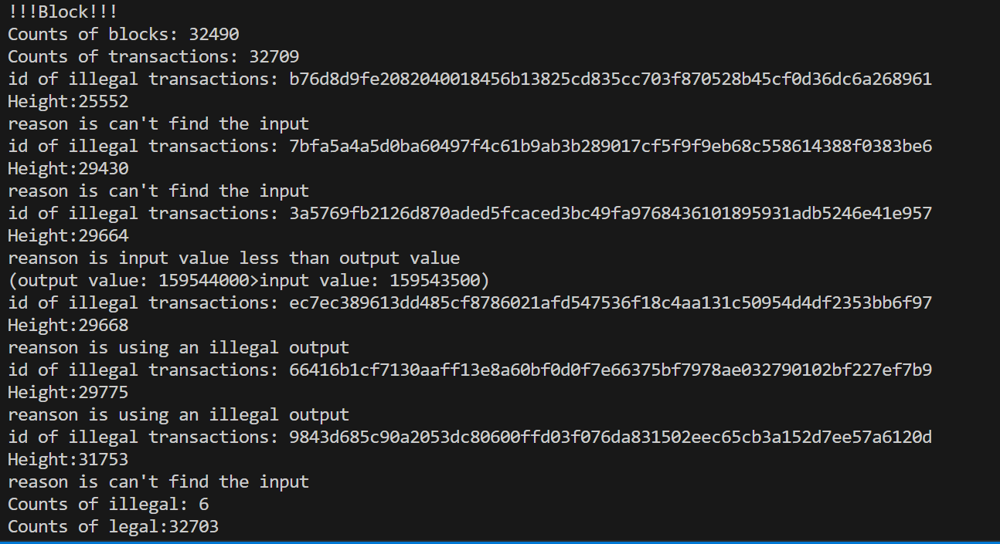 !!!Block!!!
Counts of blocks: 32490
Counts of transactions: 32709
id of illegal transactions: b76d8d9fe2082040018456b13825cd835cc703f870528b45cf0d36dc6a268961
Height:25552
reason is can't find the input
id of illegal transactions: 7bfa5a4a5d0ba60497f4c61b9ab3b289017cf5f9f9eb68c558614388f0383be6
Height:29430
reason is can't find the input
id of illegal transactions: 3a5769fb2126d870aded5fcaced3bc49fa9768436101895931adb5246e41e957
Height:29664
reanson is input value less than output value
(output value: 159544000>input value: 159543500)
id of illegal transactions: ec7ec389613dd485cf8786021afd547536f18c4aa131c50954d4df2353bb6f97
Height:29668
reanson is using an illegal output
id of illegal transactions: 66416b1cf7130aaff13e8a60bf0d0f7e66375bf7978ae032790102bf227ef7b9
Height:29775
reanson is using an illegal output
id of illegal transactions: 9843d685c90a2053dc80600ffd03f076da831502eec65cb3a152d7ee57a6120d
Height:31753
reason is can't find the input
Counts of illegal: 6
Counts of legal:32703